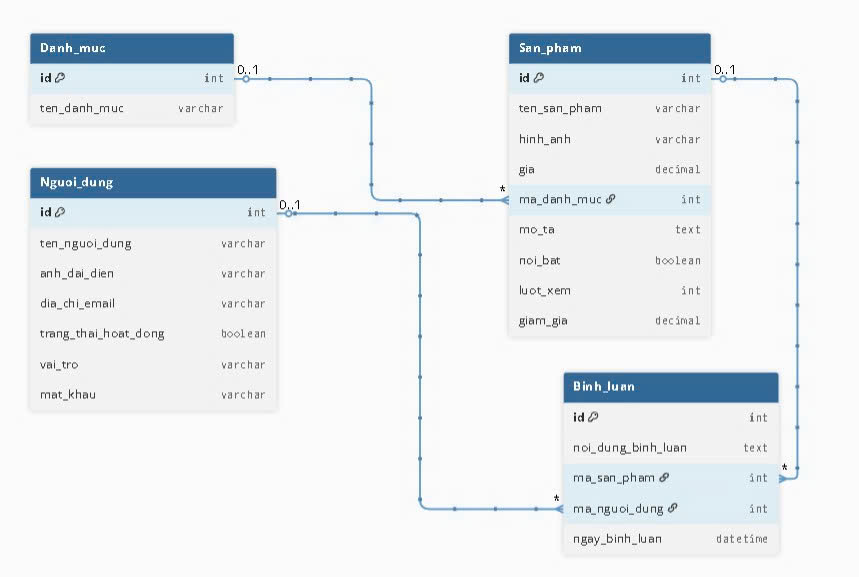 Danh_muc
id int
ten_danh_muc varchar
0..1
Nguoi_dung
id int
ten_nguoi_dung varchar
anh_dai_dien varchar
dia_chi_email varchar
trang_thai_hoat_dong boolean
vai_tro varchar
mat_khau varchar
0..1
San_pham
id int
ten_san_pham varchar
hinh_anh varchar
gia decimal
ma_danh_muc int
mo_ta text
noi_bat boolean
luot_xem int
giam_gia decimal
0..1
*
Binh_luan
id int
noi_dung_binh_luan text
ma_san_pham int
ma_nguoi_dung int
ngay_binh_luan datetime
*
*